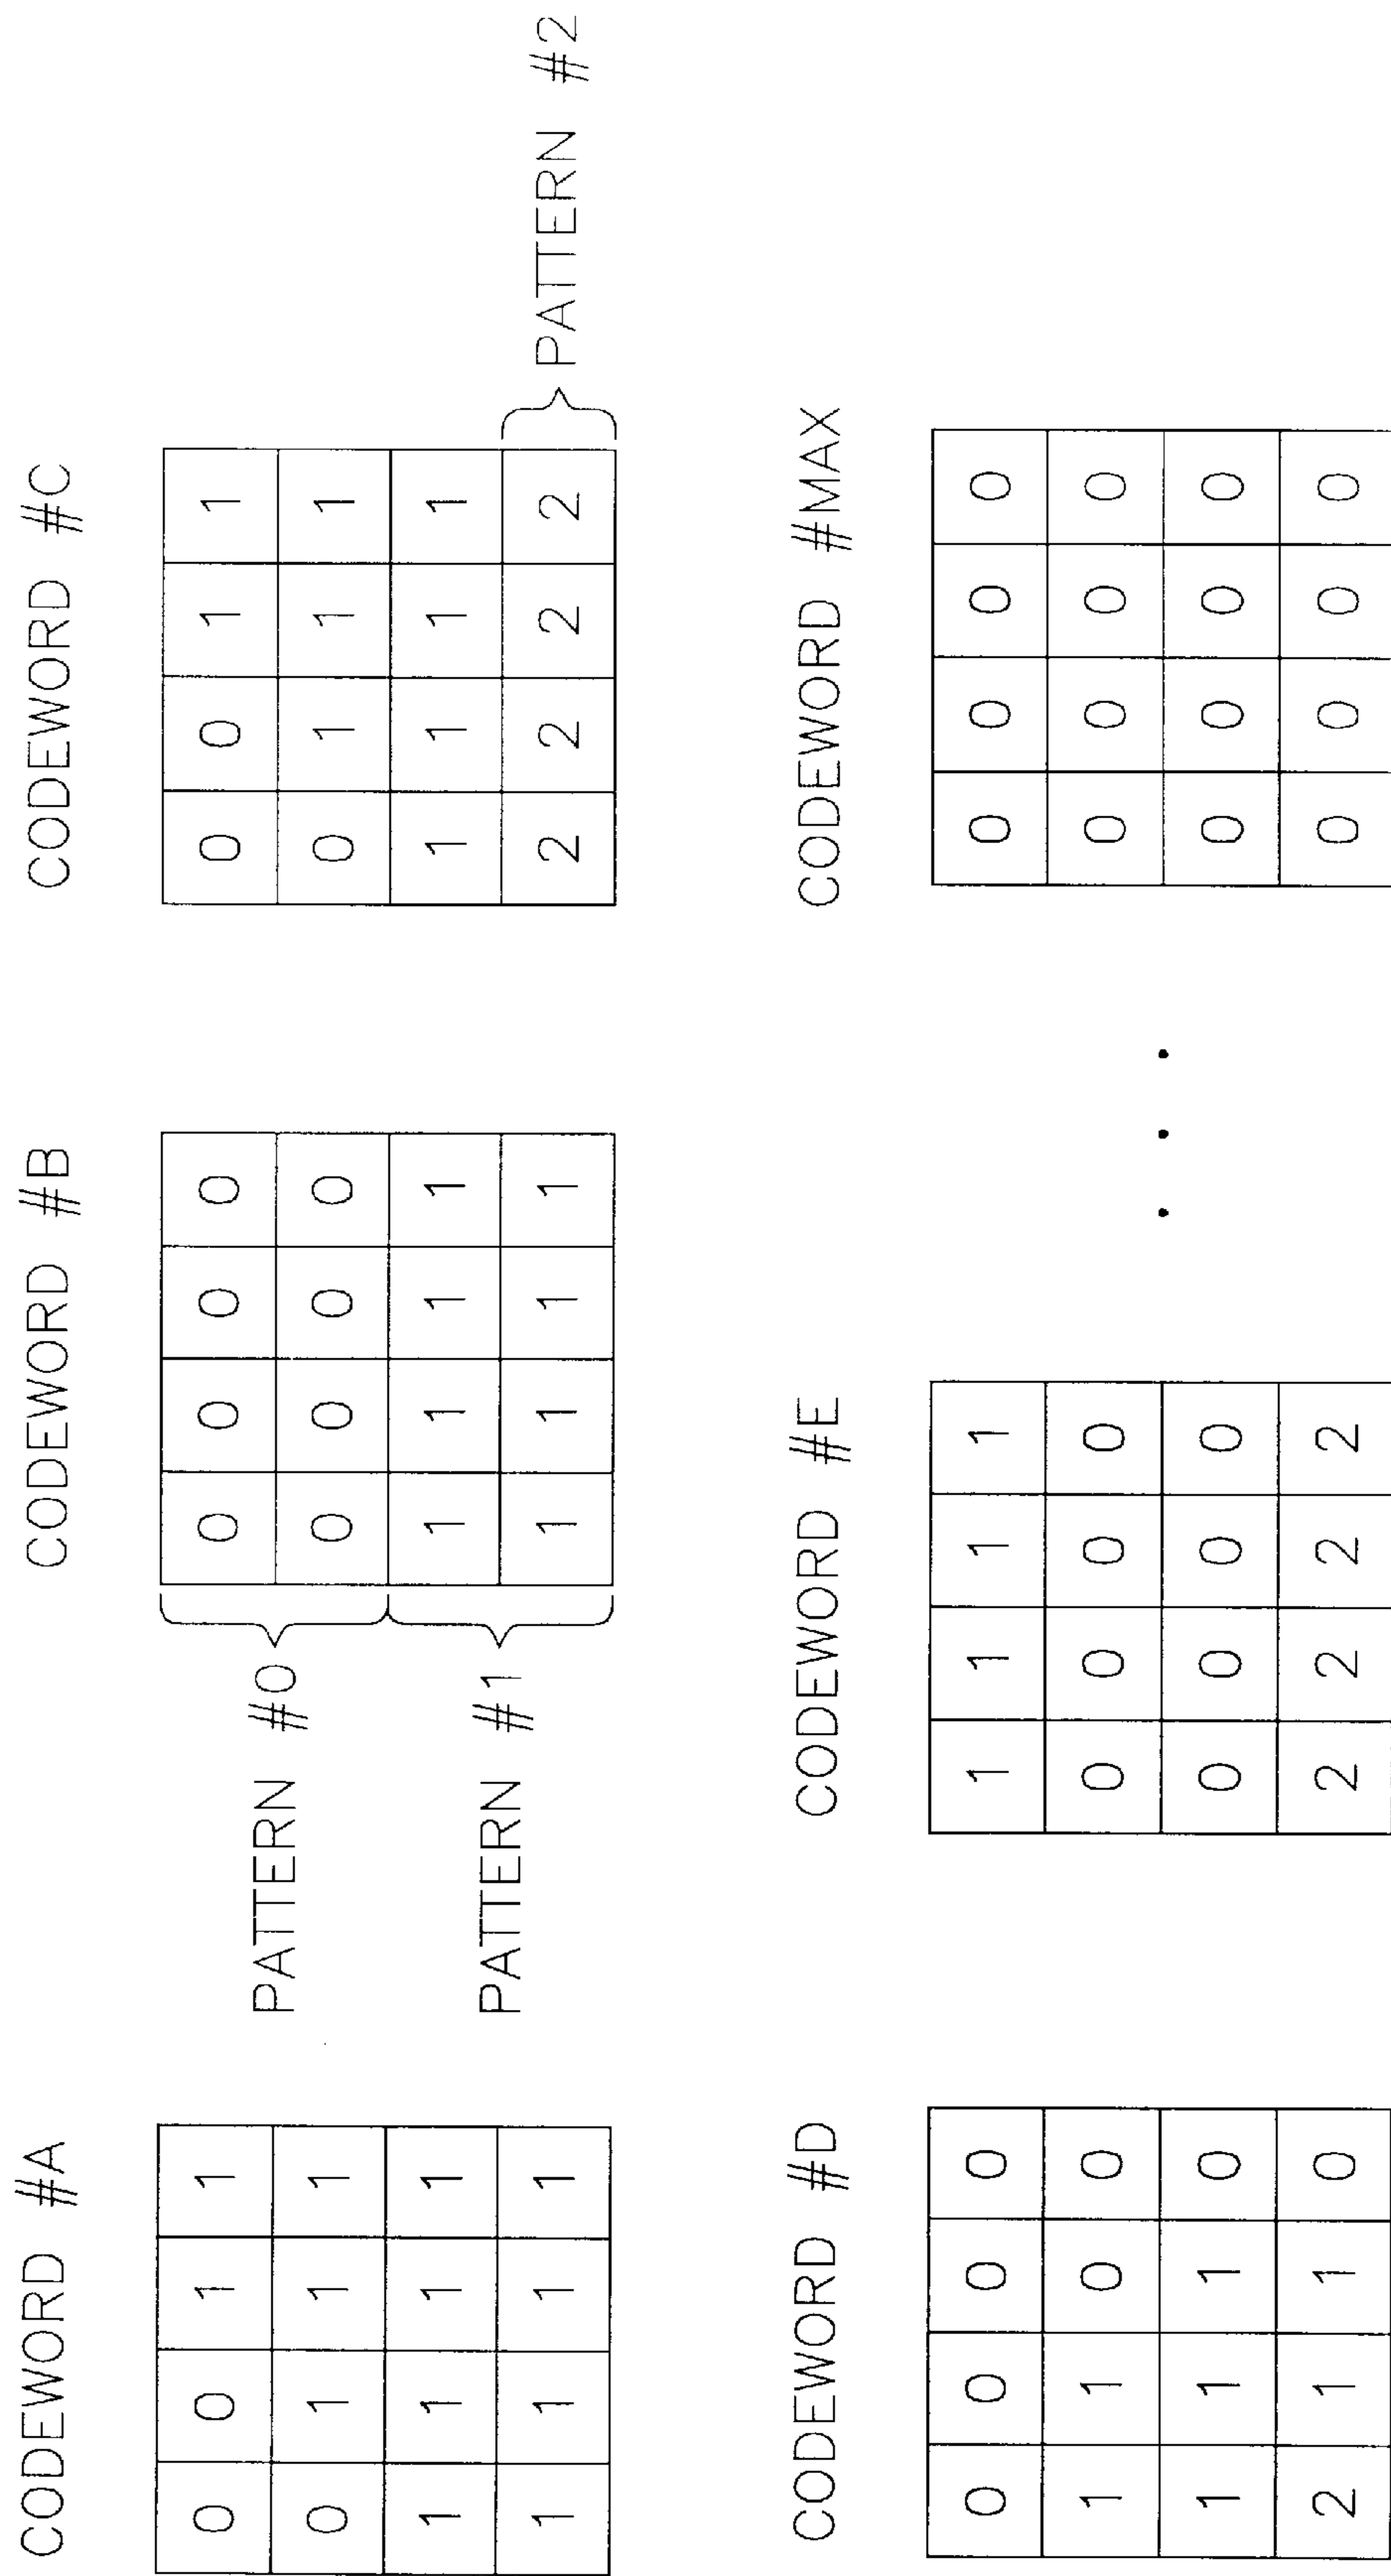 CODEWORD #A
0 0 1 1
0 1 1 1
1 1 1 1
1 1 1 1
CODEWORD #B
PATTERN #0
PATTERN #1
0 0 0 0
0 0 0 0
1 1 1 1
1 1 1 1
CODEWORD #C
0 0 1 1
0 1 1 1
1 1 1 1
2 2 2 2
PATTERN #2
CODEWORD #D
0 0 0 0
1 1 0 0
1 1 1 0
2 1 1 0
CODEWORD #E
1 1 1 1
0 0 0 0
0 0 0 0
2 2 2 2
. . .
CODEWORD #MAX
0 0 0 0
0 0 0 0
0 0 0 0
0 0 0 0